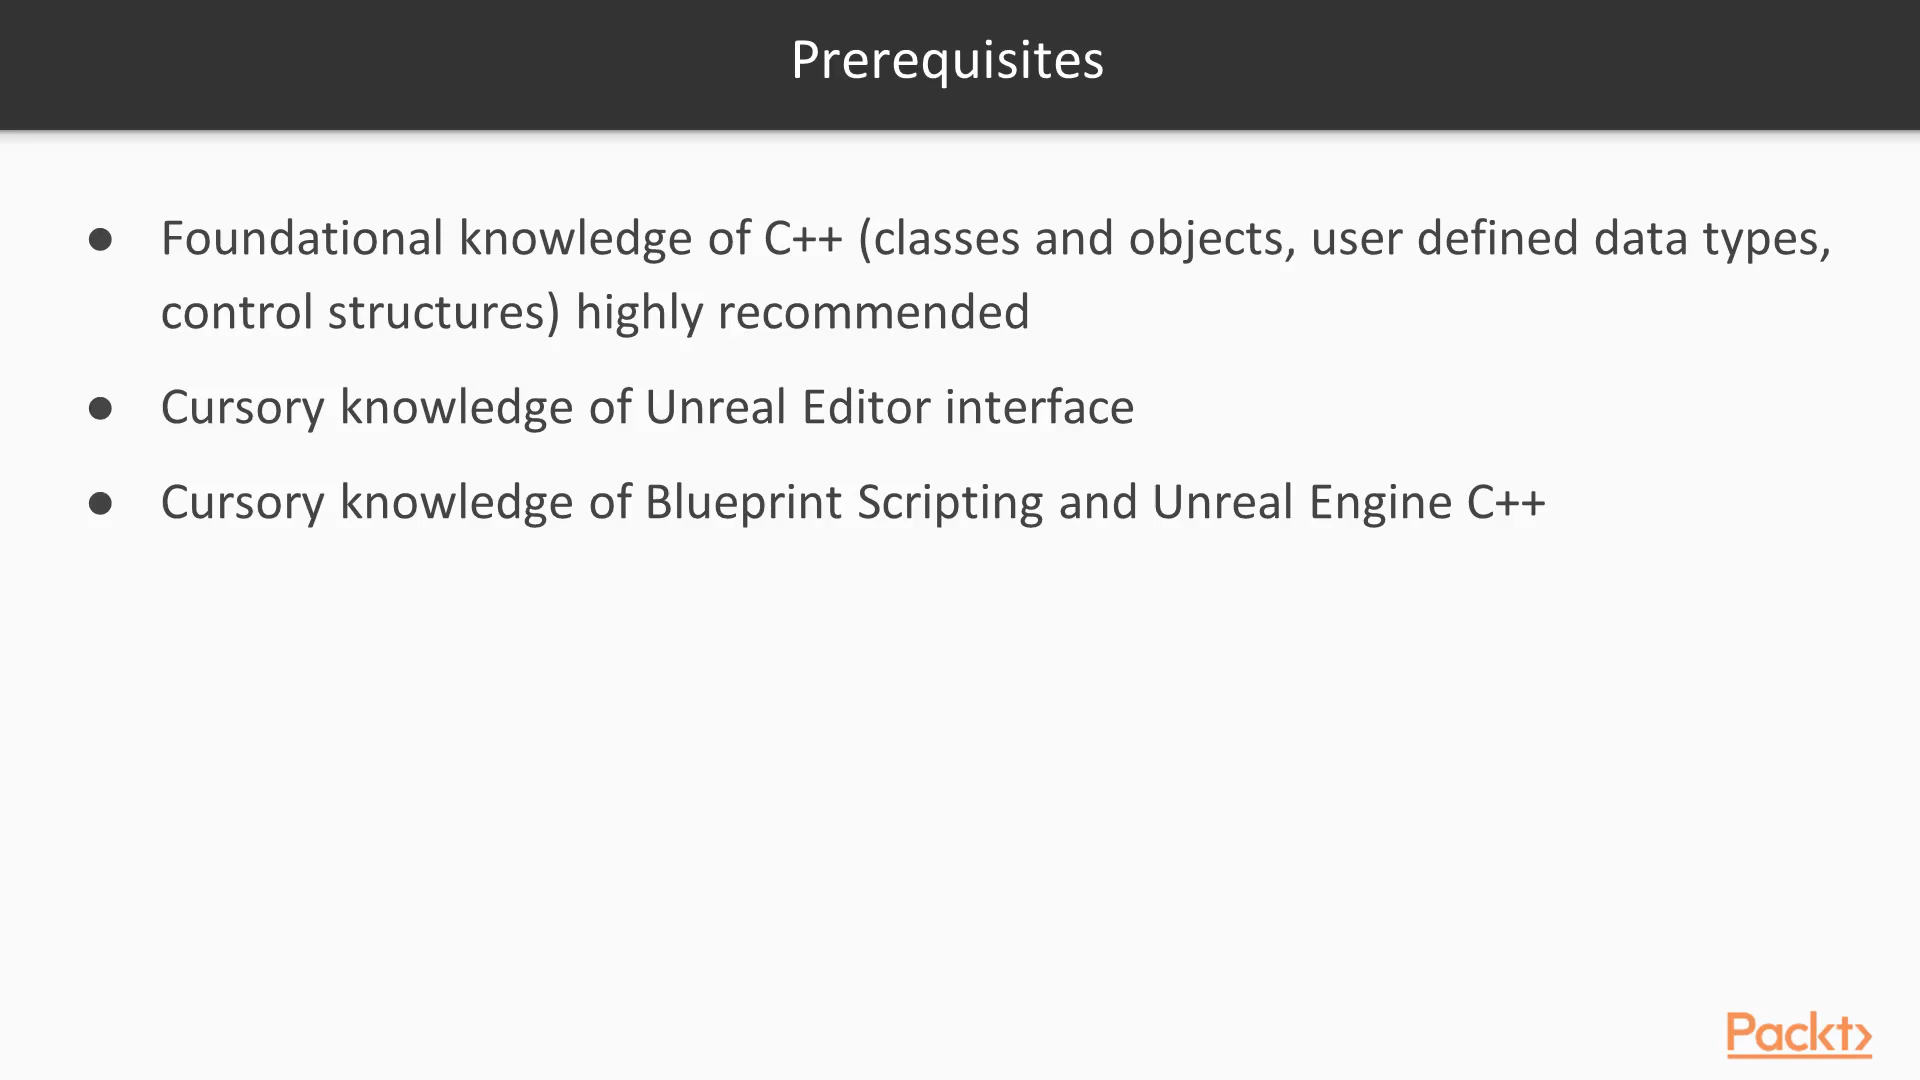 Prerequisites
● Foundational knowledge of C++ (classes and objects, user defined data types,
control structures) highly recommended
● Cursory knowledge of Unreal Editor interface
● Cursory knowledge of Blueprint Scripting and Unreal Engine C++
Packt>